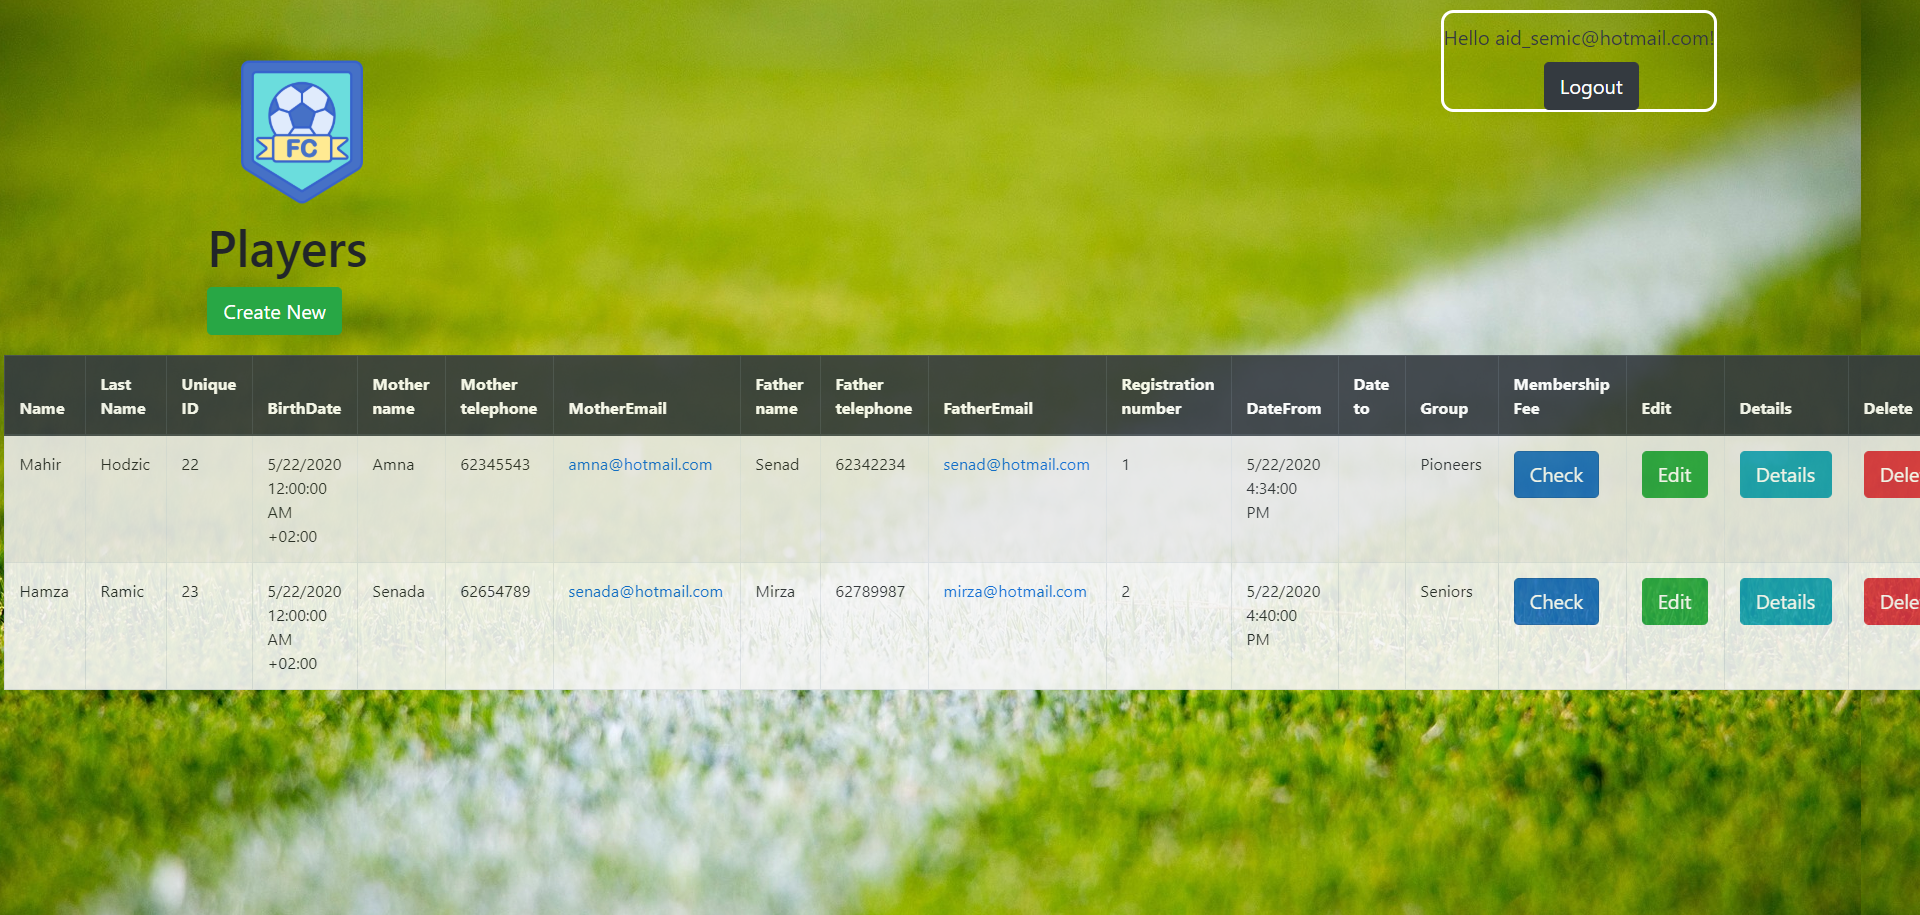 Hello aid_semic@hotmail.com!
Logout
FC
Players
Create New
Name Last Name Unique ID BirthDate Mother name Mother telephone MotherEmail Father name Father telephone FatherEmail Registration number DateFrom Date to Group Membership Fee Edit Details Delete
Mahir Hodzic 22 5/22/2020 12:00:00 AM +02:00 Amna 62345543 amna@hotmail.com Senad 62342234 senad@hotmail.com 1 5/22/2020 4:34:00 PM Pioneers Check Edit Details Dele
Hamza Ramic 23 5/22/2020 12:00:00 AM +02:00 Senada 62654789 senada@hotmail.com Mirza 62789987 mirza@hotmail.com 2 5/22/2020 4:40:00 PM Seniors Check Edit Details Dele